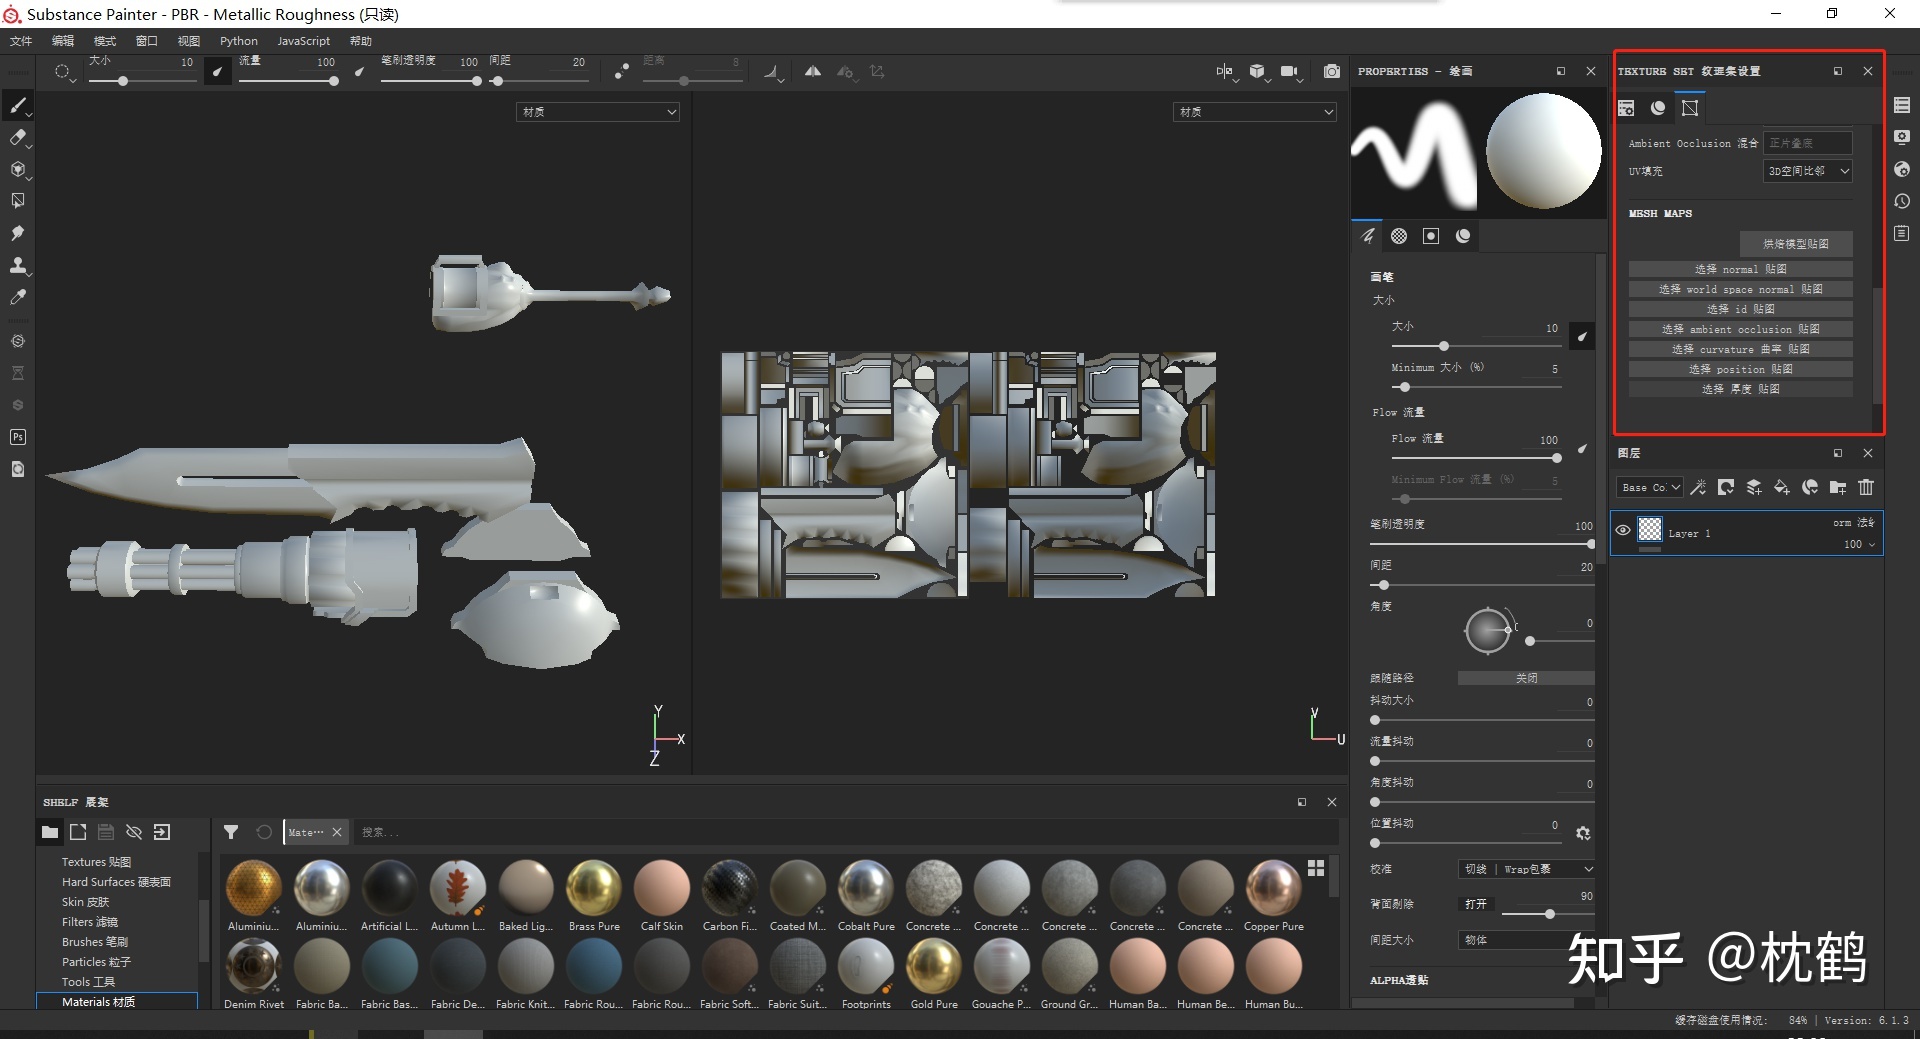 Substance Painter - PBR - Metallic Roughness (只读)
文件 编辑 模式 窗口 视图 Python JavaScript 帮助
大小 10 流量 100 笔刷透明度 100 间距 20 距离 8
材质
材质
PROPERTIES - 绘画
画笔
大小
大小 10
Minimum 大小 (%) 5
Flow 流量
Flow 流量 100
Minimum Flow 流量 (%) 5
笔刷透明度 100
间距 20
角度 0
跟随路径 关闭
抖动大小 0
流量抖动 0
角度抖动 0
位置抖动 0
校准 切线 | Wrap包裹
背面剔除 打开 90
间距大小 物体
ALPHA透贴
TEXTURE SET 纹理集设置
Ambient Occlusion 混合 正片叠底
UV填充 3D空间比邻
MESH MAPS
烘焙模型贴图
选择 normal 贴图
选择 world space normal 贴图
选择 id 贴图
选择 ambient occlusion 贴图
选择 curvature 曲率 贴图
选择 position 贴图
选择 厚度 贴图
图层
Base Co
Layer 1
orm 法
100
Ps
Y
X
Z
V
U
SHELF 展架
Mate… 搜索...
Textures 贴图
Hard Surfaces 硬表面
Skin 皮肤
Filters 滤镜
Brushes 笔刷
Particles 粒子
Tools 工具
Materials 材质
Aluminiu... Aluminiu... Artificial L... Autumn L... Baked Lig... Brass Pure Calf Skin Carbon Fi... Coated M... Cobalt Pure Concrete ... Concrete ... Concrete ... Concrete ... Concrete ... Copper Pure
Denim Rivet Fabric Ba... Fabric Bas... Fabric De... Fabric Knit... Fabric Rou... Fabric Rou... Fabric Soft... Fabric Suit... Footprints Gold Pure Gouache P... Ground Gr... Human Ba... Human Be... Human Bu...
知乎 @枕鹤
缓存磁盘使用情况: 84% | Version: 6.1.3